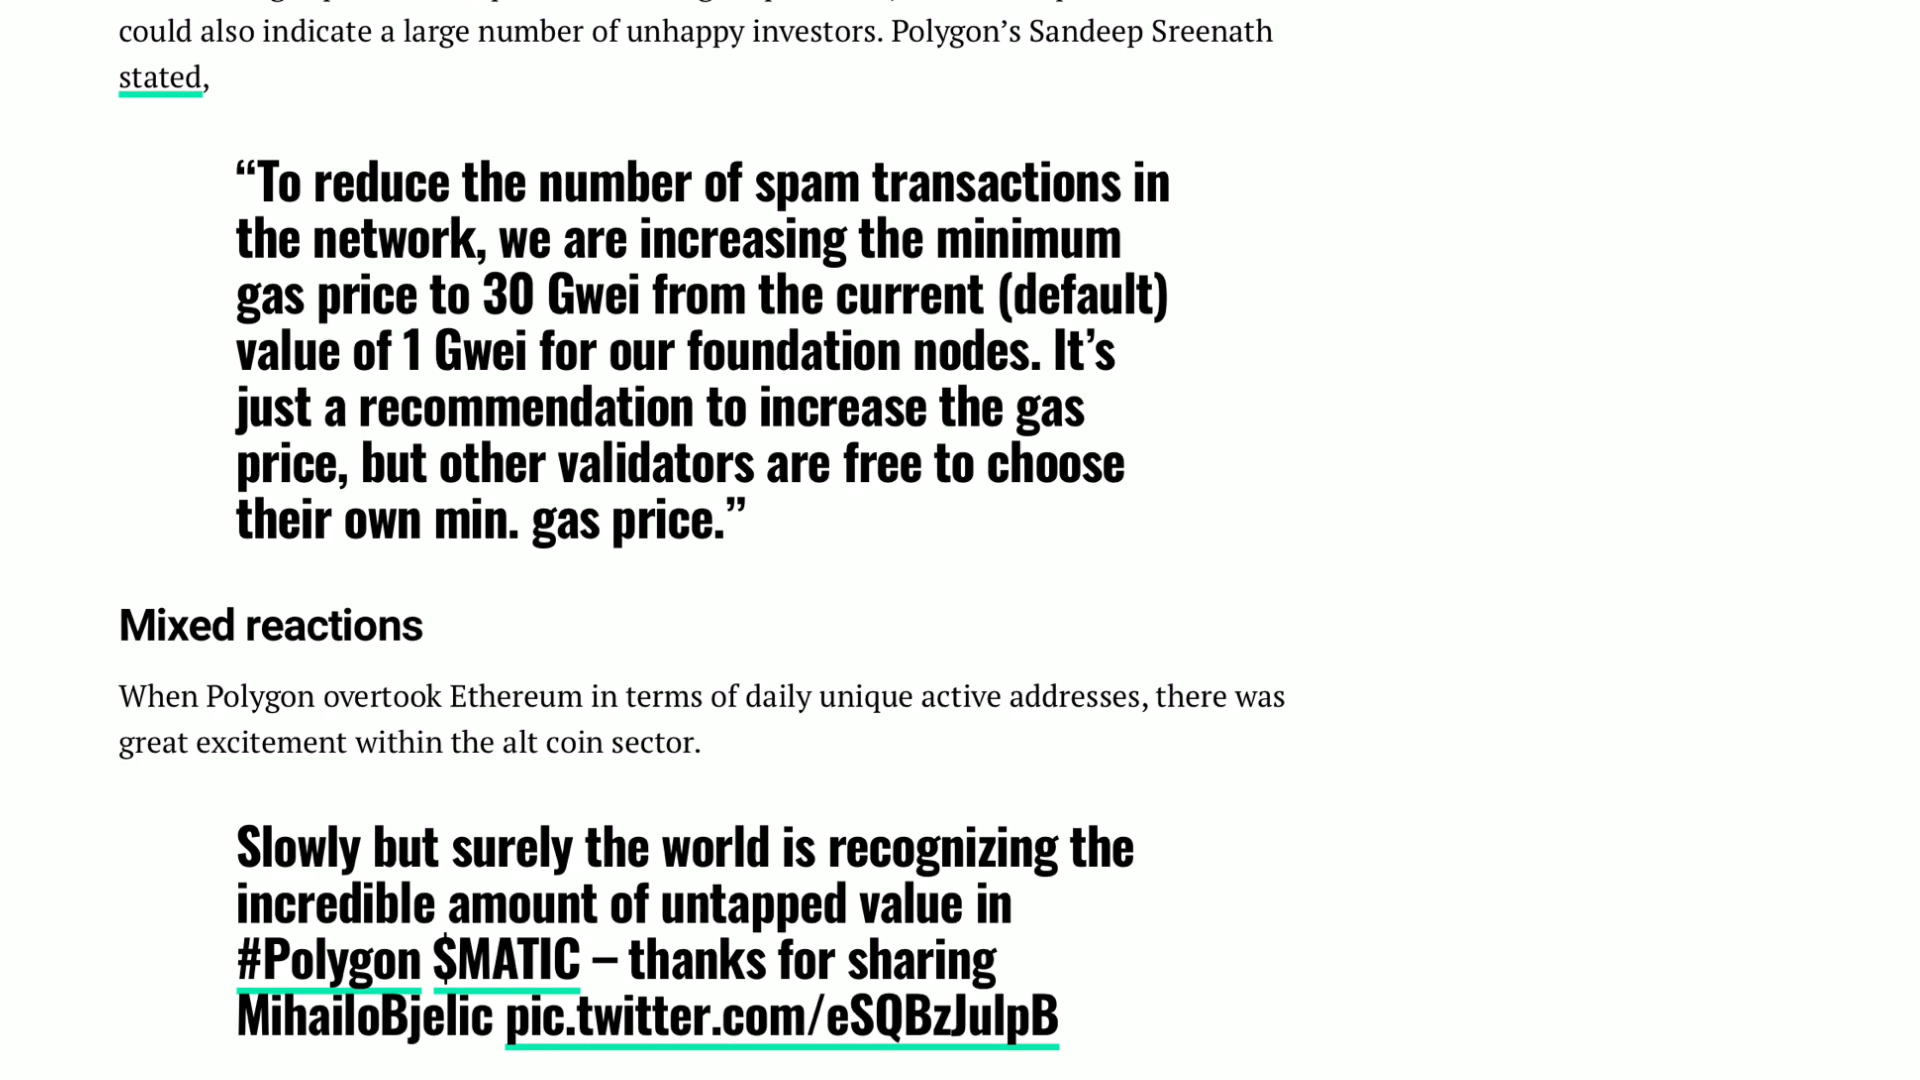 could also indicate a large number of unhappy investors. Polygon’s Sandeep Sreenath
stated,
“To reduce the number of spam transactions in
the network, we are increasing the minimum
gas price to 30 Gwei from the current (default)
value of 1 Gwei for our foundation nodes. It’s
just a recommendation to increase the gas
price, but other validators are free to choose
their own min. gas price.”
Mixed reactions
When Polygon overtook Ethereum in terms of daily unique active addresses, there was
great excitement within the alt coin sector.
Slowly but surely the world is recognizing the
incredible amount of untapped value in
#Polygon $MATIC – thanks for sharing
MihailoBjelic pic.twitter.com/eSQBzJulpB